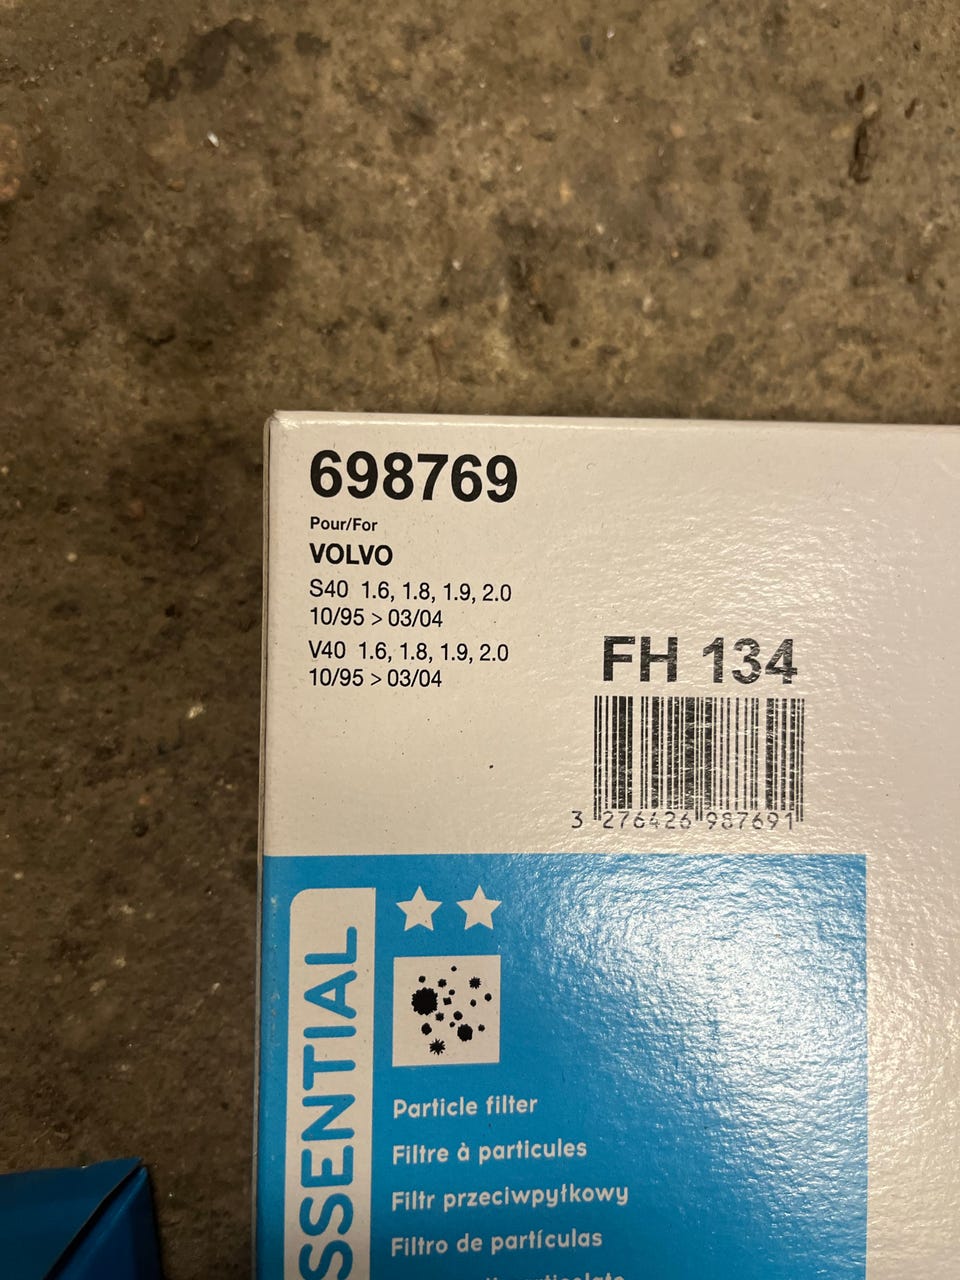 698769
Pour/For
VOLVO
S40 1.6, 1.8, 1.9, 2.0
10/95 > 03/04
V40 1.6, 1.8, 1.9, 2.0
10/95 > 03/04
FH 134
3 276426 987691
SSENTIAL
Particle filter
Filtre à particules
Filtr przeciwpyłkowy
Filtro de partículas